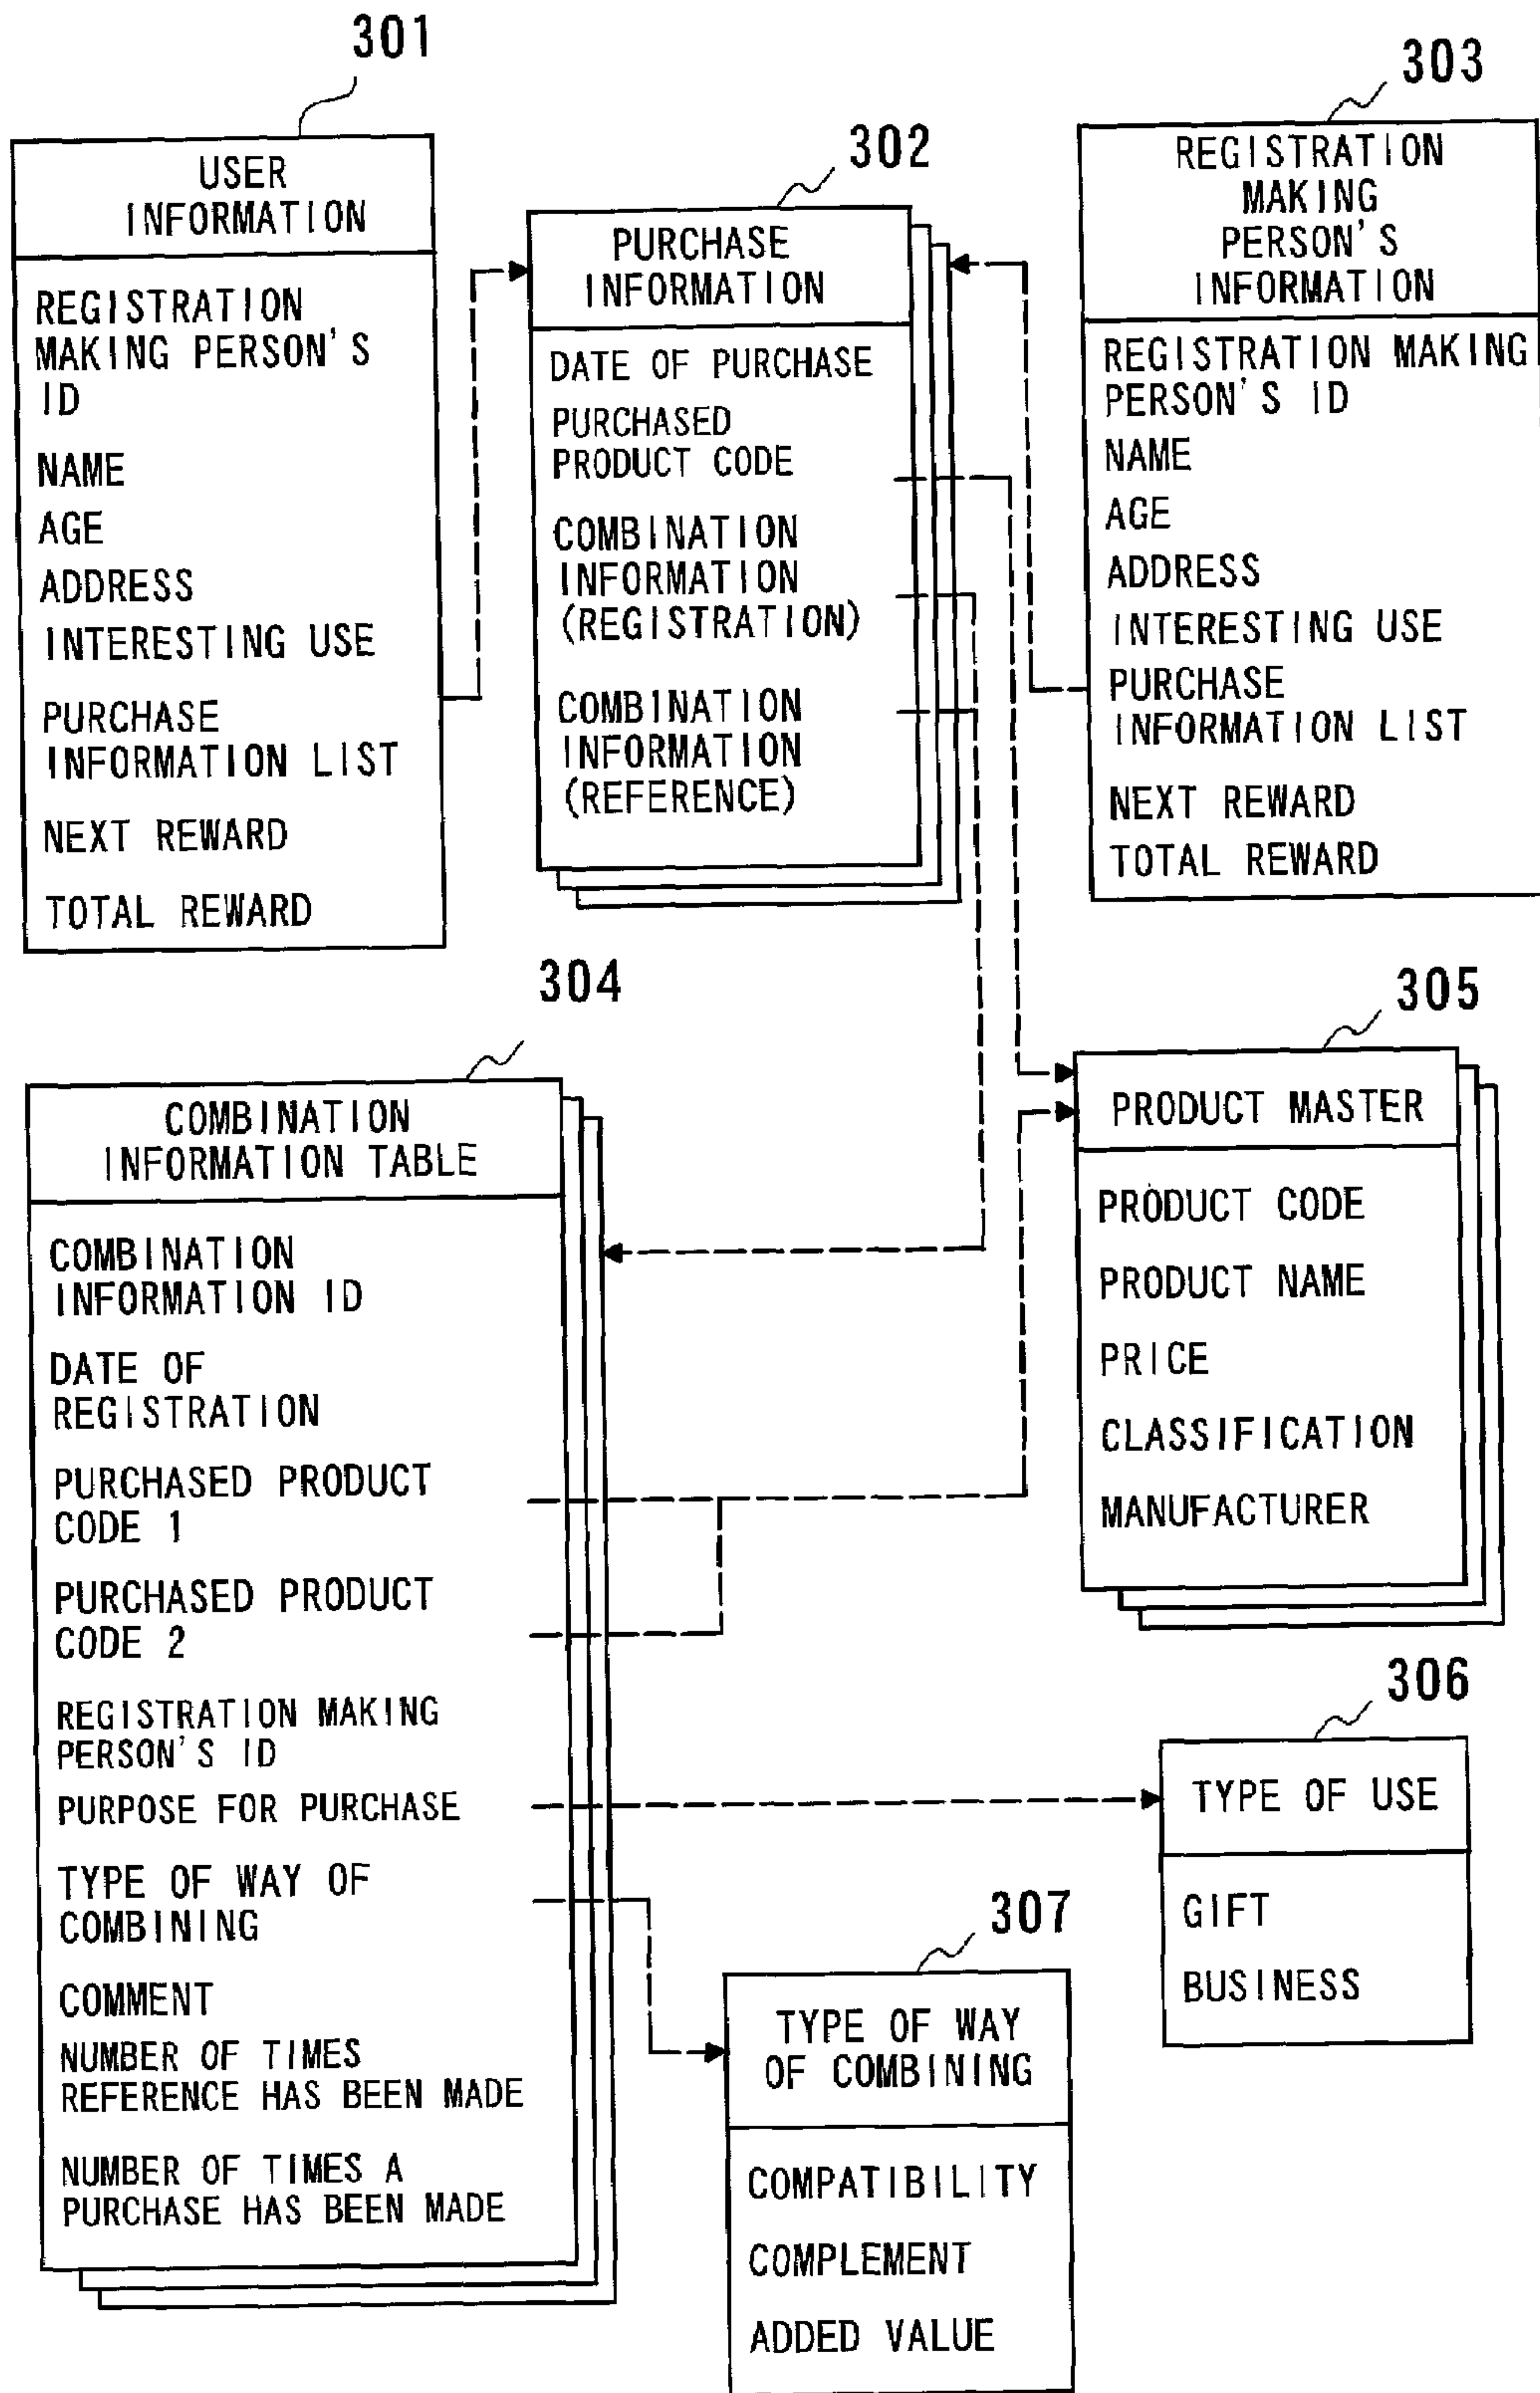 301
USER
INFORMATION
REGISTRATION
MAKING PERSON'S
ID
NAME
AGE
ADDRESS
INTERESTING USE
PURCHASE
INFORMATION LIST
NEXT REWARD
TOTAL REWARD
302
PURCHASE
INFORMATION
DATE OF PURCHASE
PURCHASED
PRODUCT CODE
COMBINATION
INFORMATION
(REGISTRATION)
COMBINATION
INFORMATION
(REFERENCE)
303
REGISTRATION
MAKING
PERSON'S
INFORMATION
REGISTRATION MAKING
PERSON'S ID
NAME
AGE
ADDRESS
INTERESTING USE
PURCHASE
INFORMATION LIST
NEXT REWARD
TOTAL REWARD
304
COMBINATION
INFORMATION TABLE
COMBINATION
INFORMATION ID
DATE OF
REGISTRATION
PURCHASED PRODUCT
CODE 1
PURCHASED PRODUCT
CODE 2
REGISTRATION MAKING
PERSON'S ID
PURPOSE FOR PURCHASE
TYPE OF WAY OF
COMBINING
COMMENT
NUMBER OF TIMES
REFERENCE HAS BEEN MADE
NUMBER OF TIMES A
PURCHASE HAS BEEN MADE
305
PRODUCT MASTER
PRODUCT CODE
PRODUCT NAME
PRICE
CLASSIFICATION
MANUFACTURER
306
TYPE OF USE
GIFT
BUSINESS
307
TYPE OF WAY
OF COMBINING
COMPATIBILITY
COMPLEMENT
ADDED VALUE